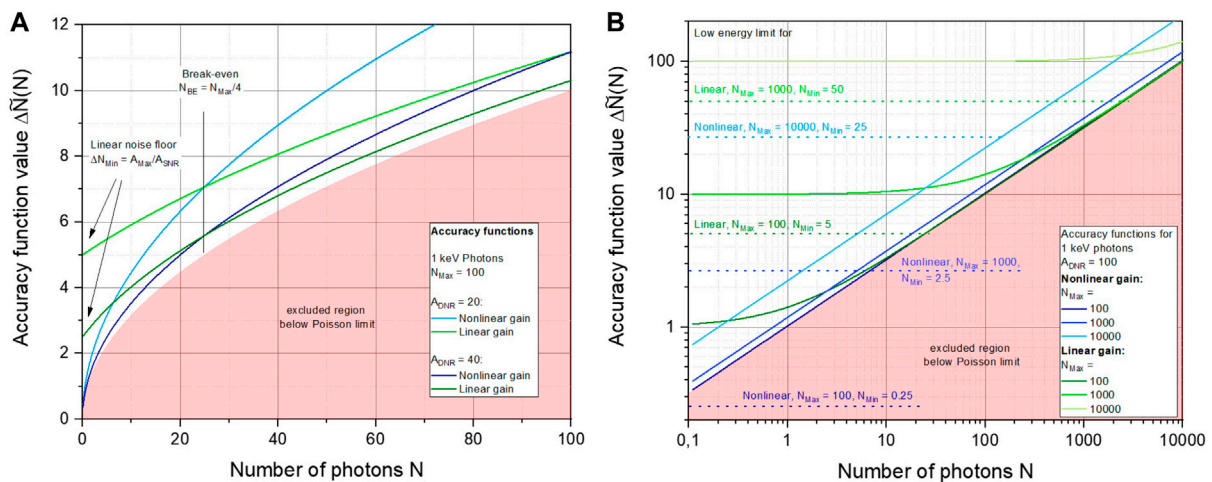 A
Accuracy function value ΔÑ(N)
12
10
8
6
4
2
0
0
20
40
60
80
100
Number of photons N
Break-even
N_BE = N_Max/4
Linear noise floor
ΔN_Min = A_Max/A_SNR
excluded region
below Poisson limit
Accuracy functions
1 keV Photons
N_Max = 100
A_DNR = 20:
Nonlinear gain
Linear gain
A_DNR = 40:
Nonlinear gain
Linear gain
B
Accuracy function value ΔÑ(N)
100
10
1
0,1
1
10
100
1000
10000
Number of photons N
Low energy limit for
Linear, N_Max = 1000, N_Min = 50
Nonlinear, N_Max = 10000, N_Min = 25
Linear, N_Max = 100, N_Min = 5
Nonlinear, N_Max = 1000,
N_Min = 2.5
excluded region
below Poisson limit
Nonlinear, N_Max = 100, N_Min = 0.25
Accuracy functions for
1 keV photons
A_DNR = 100
Nonlinear gain:
N_Max =
100
1000
10000
Linear gain:
N_Max =
100
1000
10000